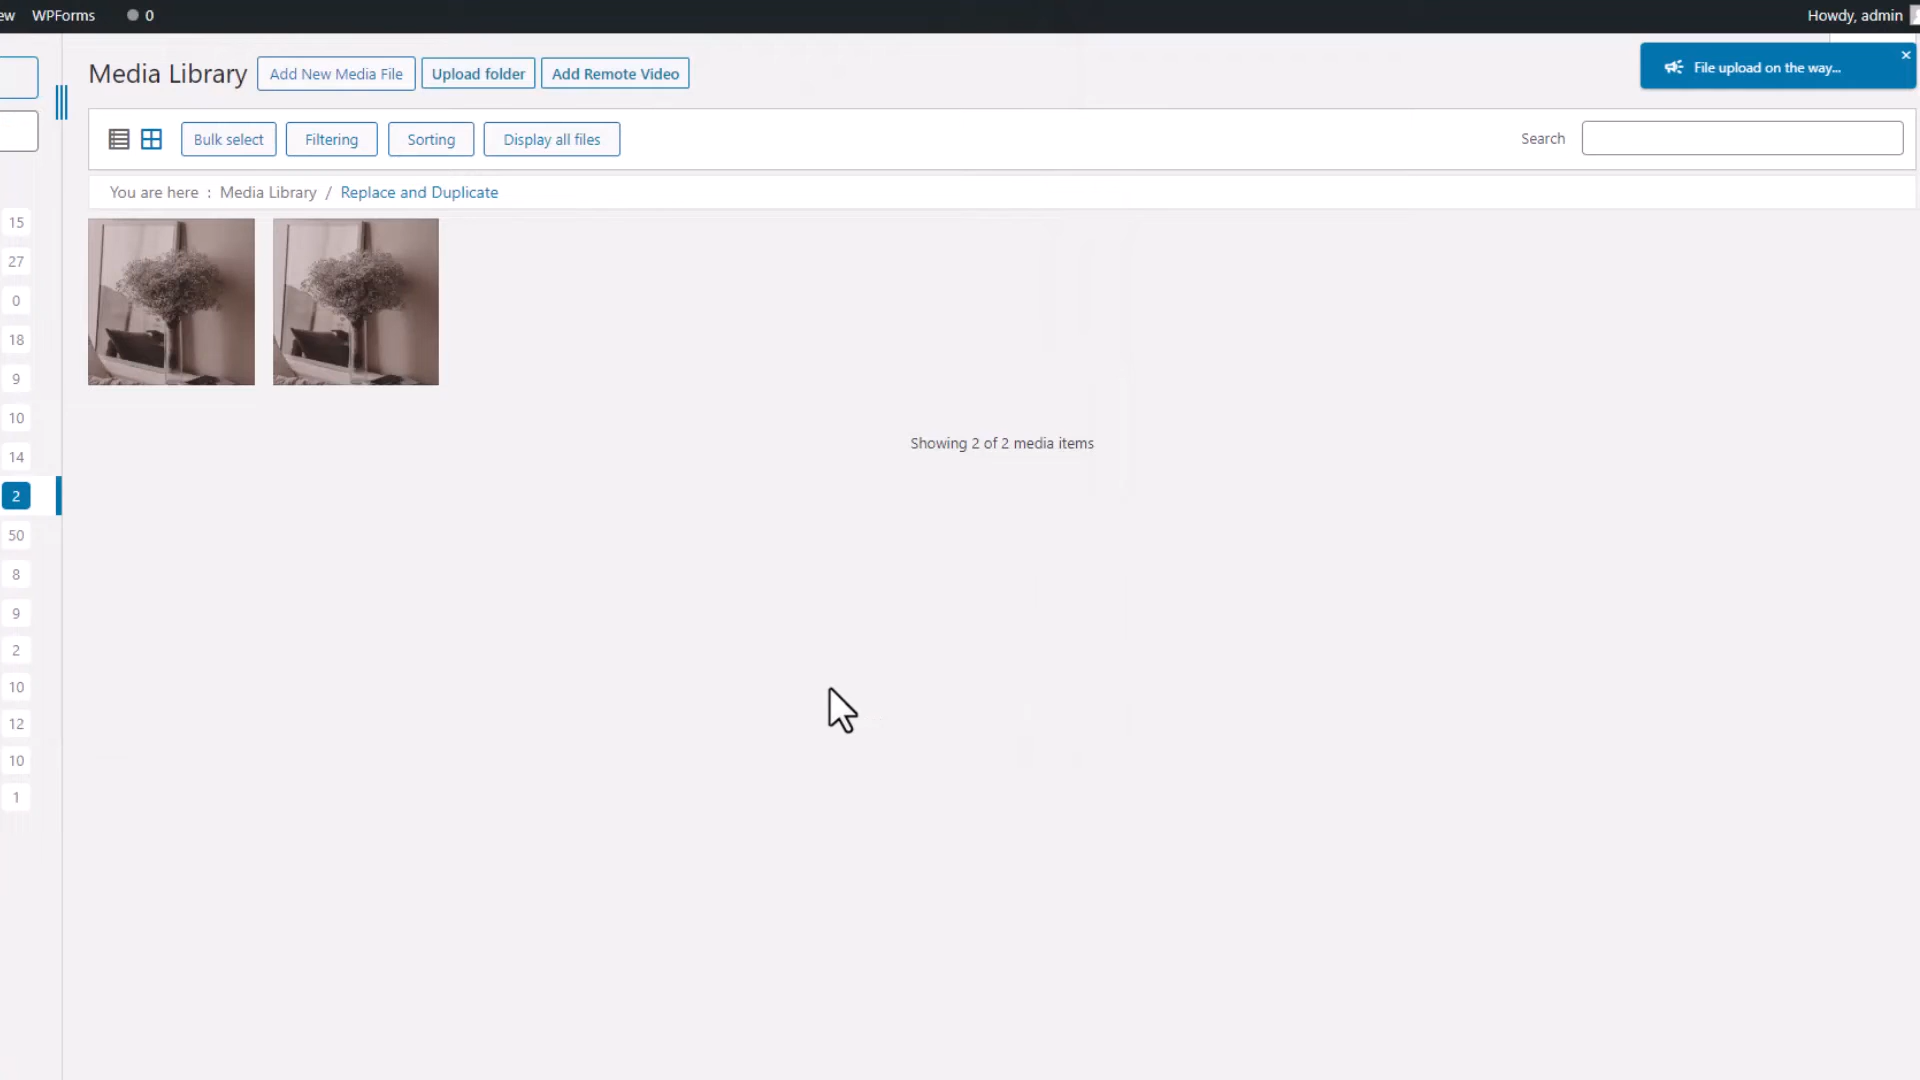 ew WPForms 0 Howdy, admin
File upload on the way...
Media Library Add New Media File Upload folder Add Remote Video
Bulk select Filtering Sorting Display all files Search
You are here : Media Library / Replace and Duplicate
15
27
0
18
9
10
14
2
50
8
9
2
10
12
10
1
Showing 2 of 2 media items